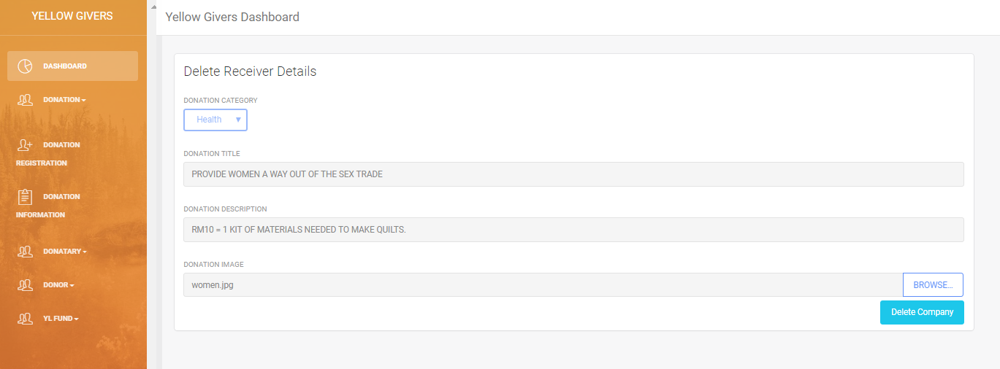 YELLOW GIVERS
Yellow Givers Dashboard
DASHBOARD
DONATION
DONATION
REGISTRATION
DONATION
INFORMATION
DONATARY
DONOR
YL FUND
Delete Receiver Details
DONATION CATEGORY
Health
DONATION TITLE
PROVIDE WOMEN A WAY OUT OF THE SEX TRADE
DONATION DESCRIPTION
RM10 = 1 KIT OF MATERIALS NEEDED TO MAKE QUILTS.
DONATION IMAGE
women.jpg
BROWSE...
Delete Company